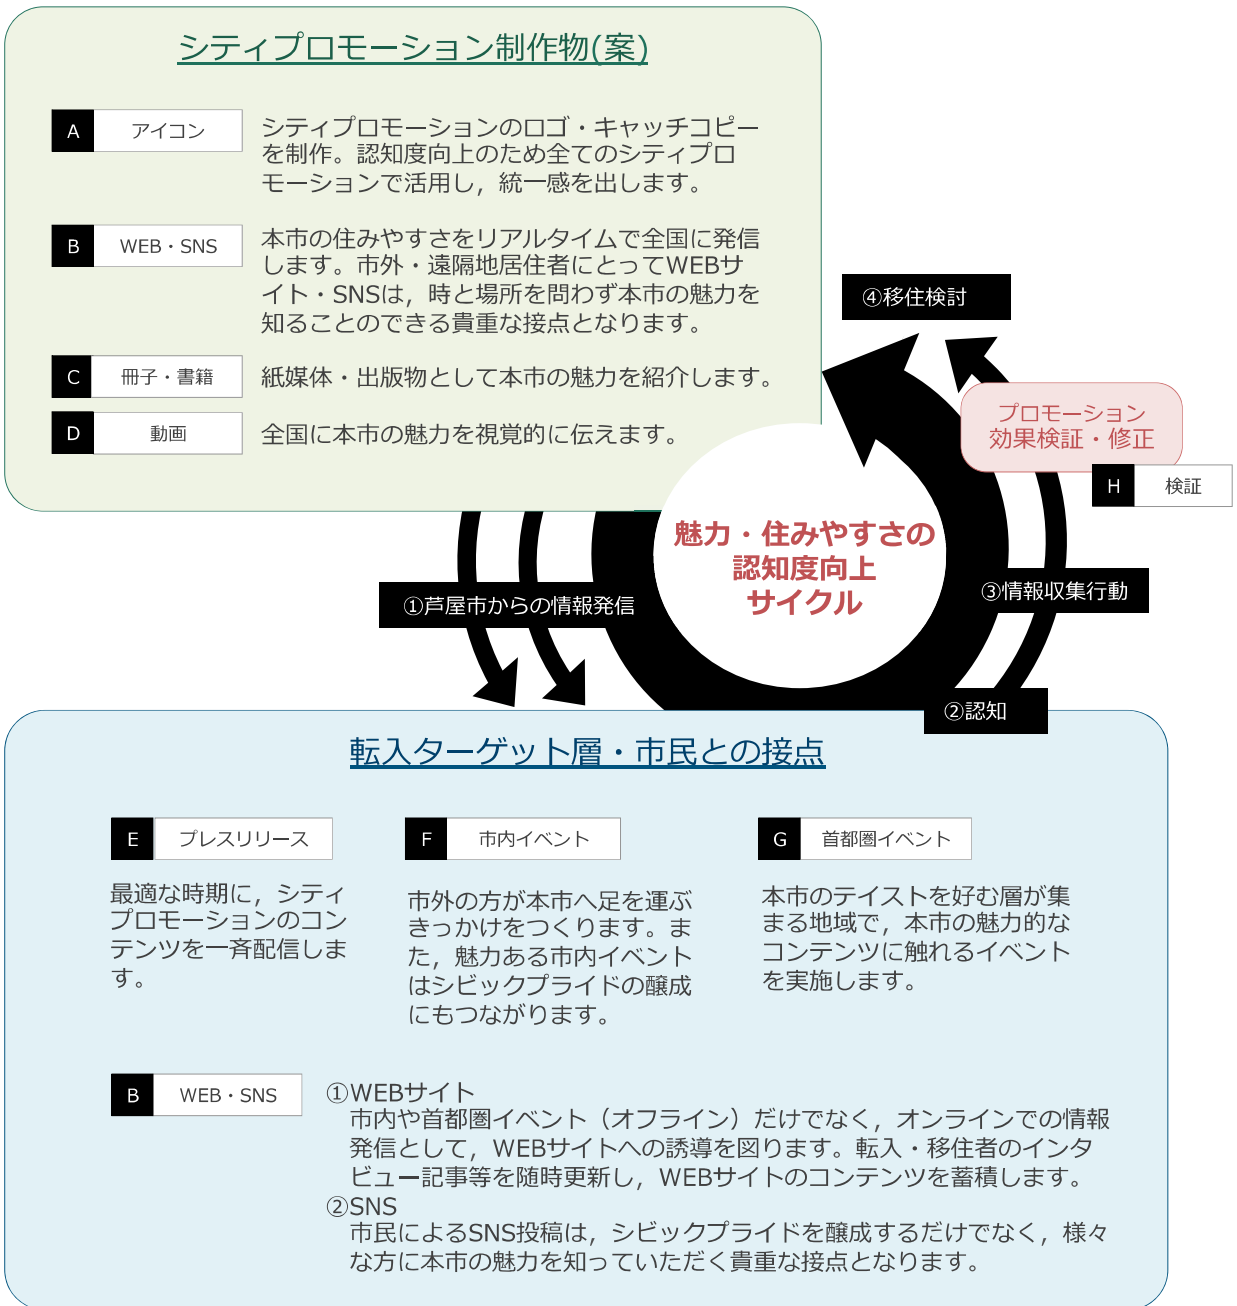 シティプロモーション制作物(案)
A アイコン
シティプロモーションのロゴ・キャッチコピー
を制作。認知度向上のため全てのシティプロ
モーションで活用し，統一感を出します。
B WEB・SNS
本市の住みやすさをリアルタイムで全国に発信
します。市外・遠隔地居住者にとってWEBサ
イト・SNSは，時と場所を問わず本市の魅力を
知ることのできる貴重な接点となります。
C 冊子・書籍
紙媒体・出版物として本市の魅力を紹介します。
D 動画
全国に本市の魅力を視覚的に伝えます。
④移住検討
プロモーション
効果検証・修正
H 検証
魅力・住みやすさの
認知度向上
サイクル
①芦屋市からの情報発信
③情報収集行動
②認知
転入ターゲット層・市民との接点
E プレスリリース
最適な時期に，シティ
プロモーションのコン
テンツを一斉配信しま
す。
F 市内イベント
市外の方が本市へ足を運ぶ
きっかけをつくります。ま
た，魅力ある市内イベント
はシビックプライドの醸成
にもつながります。
G 首都圏イベント
本市のテイストを好む層が集
まる地域で，本市の魅力的な
コンテンツに触れるイベント
を実施します。
B WEB・SNS
①WEBサイト
市内や首都圏イベント（オフライン）だけでなく，オンラインでの情報
発信として，WEBサイトへの誘導を図ります。転入・移住者のインタ
ビュー記事等を随時更新し，WEBサイトのコンテンツを蓄積します。
②SNS
市民によるSNS投稿は，シビックプライドを醸成するだけでなく，様々
な方に本市の魅力を知っていただく貴重な接点となります。